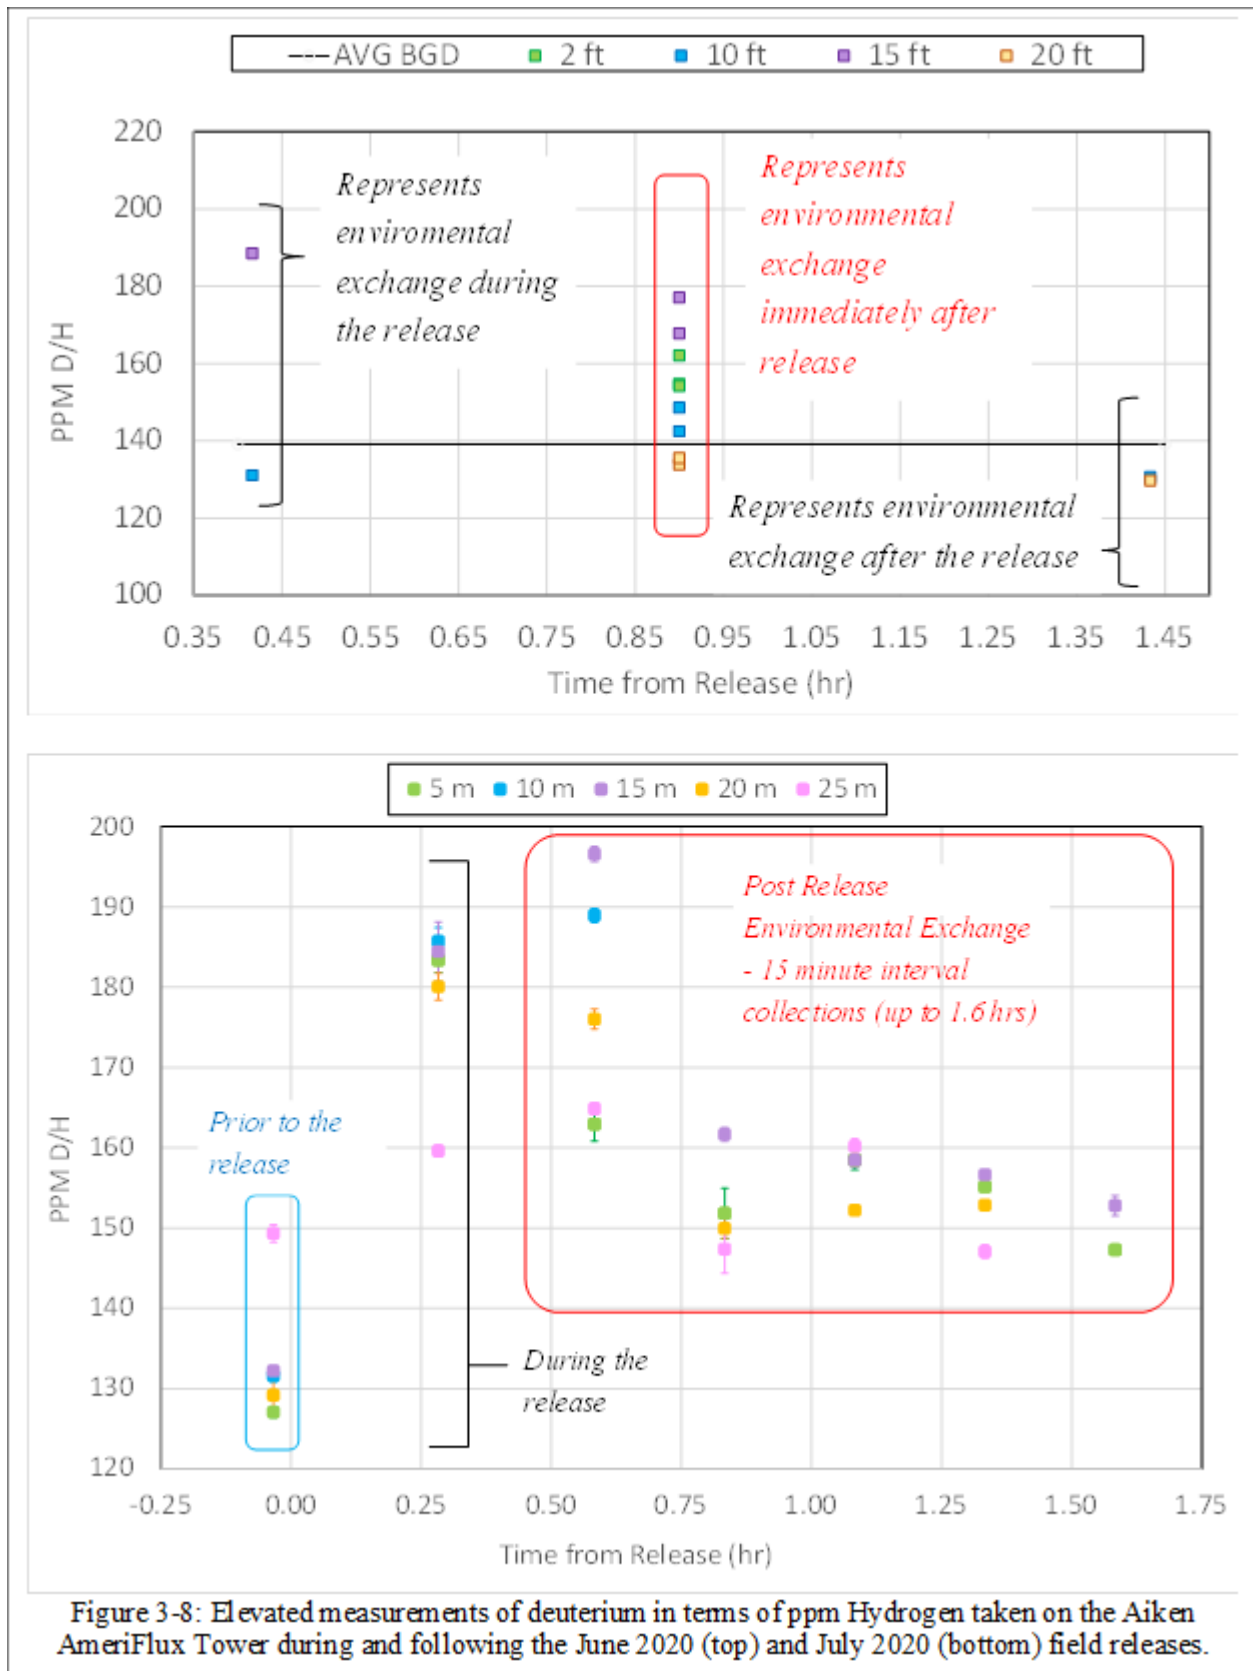 ---AVG BGD 2 ft 10 ft 15 ft 20 ft
220
200
180
160
140
120
100
PPM D/H
Represents
enviromental
exchange during
the release
Represents
environmental
exchange
immediately after
release
Represents environmental
exchange after the release
0.35 0.45 0.55 0.65 0.75 0.85 0.95 1.05 1.15 1.25 1.35 1.45
Time from Release (hr)
5 m 10 m 15 m 20 m 25 m
200
190
180
170
160
150
140
130
120
PPM D/H
Post Release
Environmental Exchange
- 15 minute interval
collections (up to 1.6 hrs)
Prior to the
release
During the
release
-0.25 0.00 0.25 0.50 0.75 1.00 1.25 1.50 1.75
Time from Release (hr)
Figure 3-8: Elevated measurements of deuterium in terms of ppm Hydrogen taken on the Aiken
AmeriFlux Tower during and following the June 2020 (top) and July 2020 (bottom) field releases.